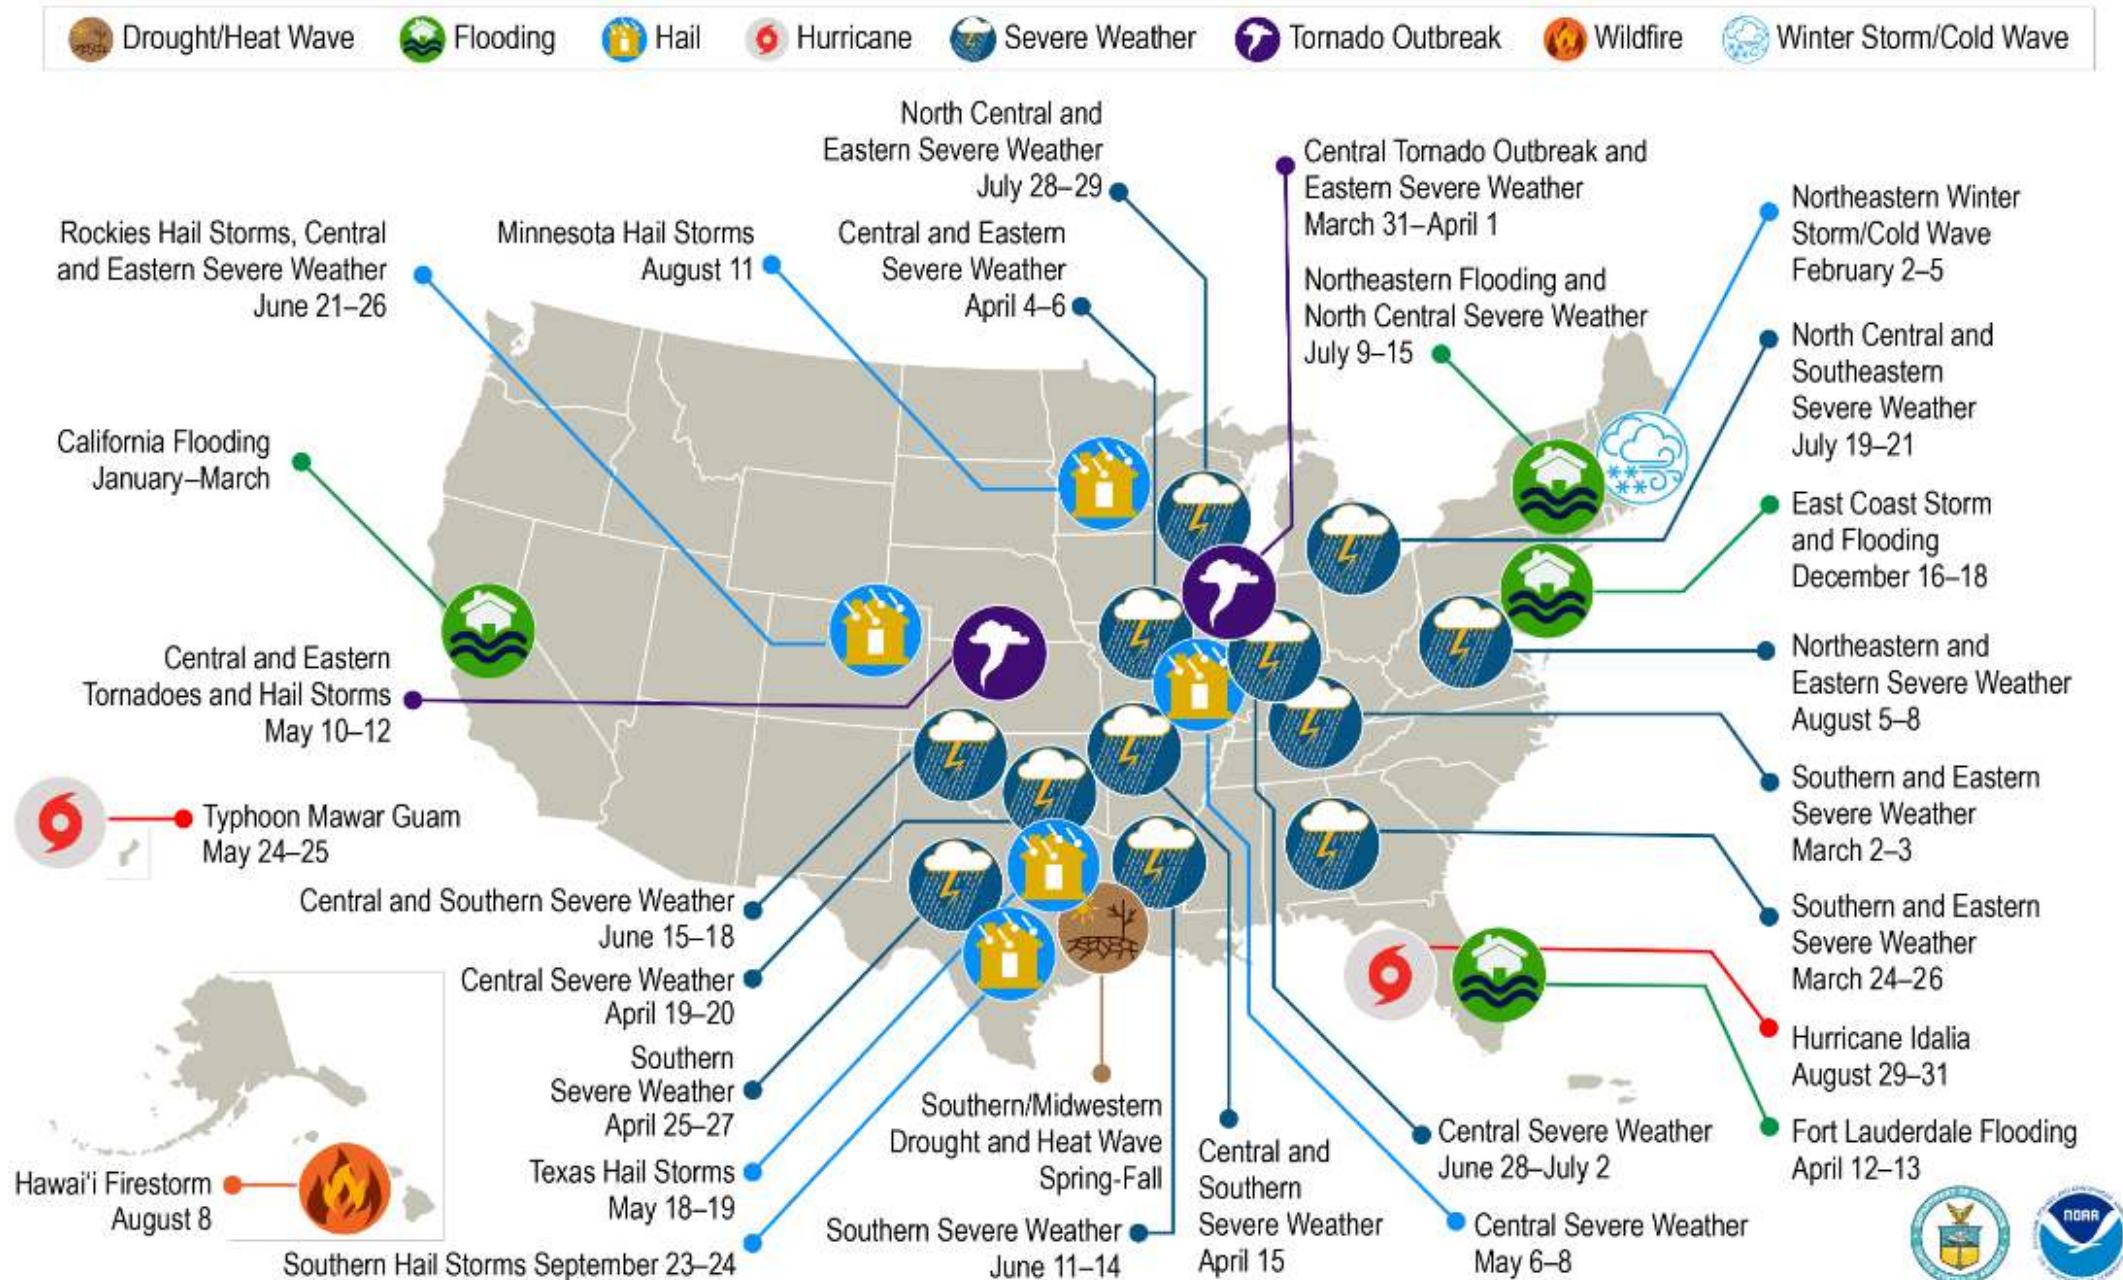 Drought/Heat Wave
Flooding
Hail
Hurricane
Severe Weather
Tornado Outbreak
Wildfire
Winter Storm/Cold Wave
North Central and
Eastern Severe Weather
July 28–29
Central Tornado Outbreak and
Eastern Severe Weather
March 31–April 1
Northeastern Winter
Storm/Cold Wave
February 2–5
Rockies Hail Storms, Central
and Eastern Severe Weather
June 21–26
Minnesota Hail Storms
August 11
Central and Eastern
Severe Weather
April 4–6
Northeastern Flooding and
North Central Severe Weather
July 9–15
North Central and
Southeastern
Severe Weather
July 19–21
California Flooding
January–March
East Coast Storm
and Flooding
December 16–18
Central and Eastern
Tornadoes and Hail Storms
May 10–12
Northeastern and
Eastern Severe Weather
August 5–8
Typhoon Mawar Guam
May 24–25
Southern and Eastern
Severe Weather
March 2–3
Central and Southern Severe Weather
June 15–18
Southern and Eastern
Severe Weather
March 24–26
Central Severe Weather
April 19–20
Southern
Severe Weather
April 25–27
Hurricane Idalia
August 29–31
Southern/Midwestern
Drought and Heat Wave
Spring-Fall
Central and
Southern
Severe Weather
April 15
Central Severe Weather
June 28–July 2
Fort Lauderdale Flooding
April 12–13
Hawai'i Firestorm
August 8
Texas Hail Storms
May 18–19
Southern Severe Weather
June 11–14
Central Severe Weather
May 6–8
Southern Hail Storms September 23–24
NOAA